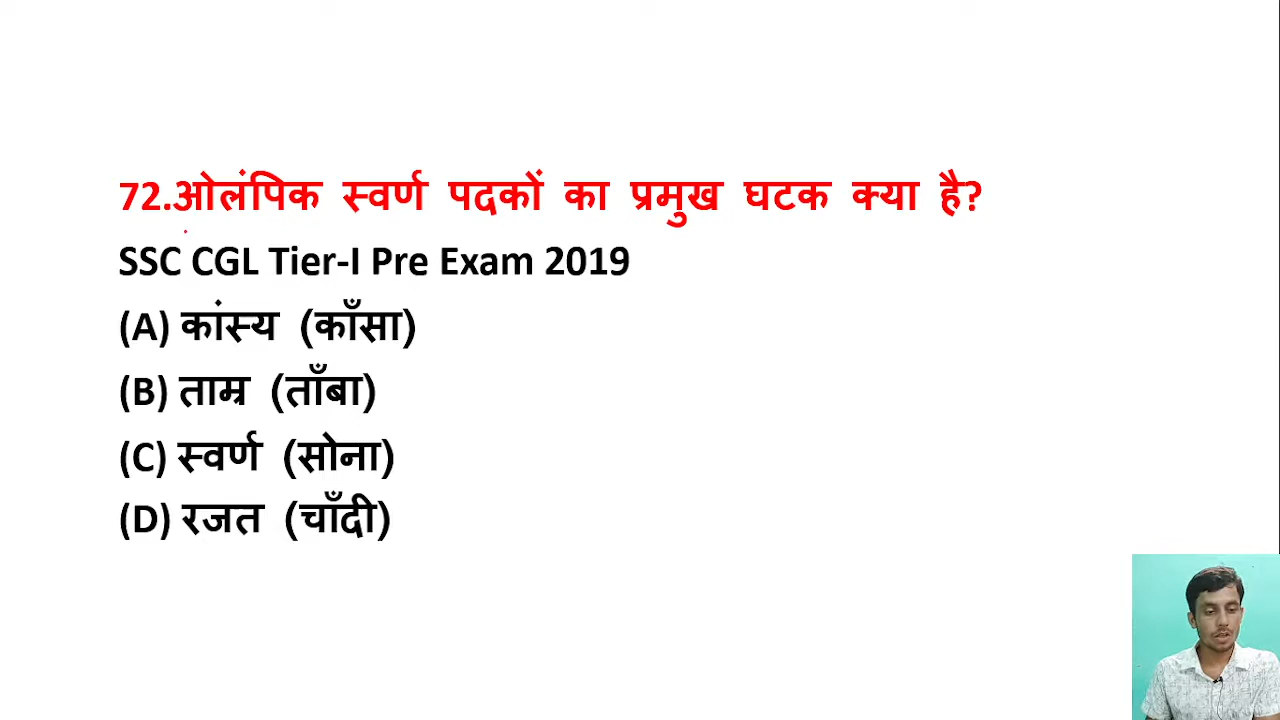 72.ओलंपिक स्वर्ण पदकों का प्रमुख घटक क्या है?
SSC CGL Tier-I Pre Exam 2019
(A) कांस्य (काँसा)
(B) ताम्र (ताँबा)
(C) स्वर्ण (सोना)
(D) रजत (चाँदी)